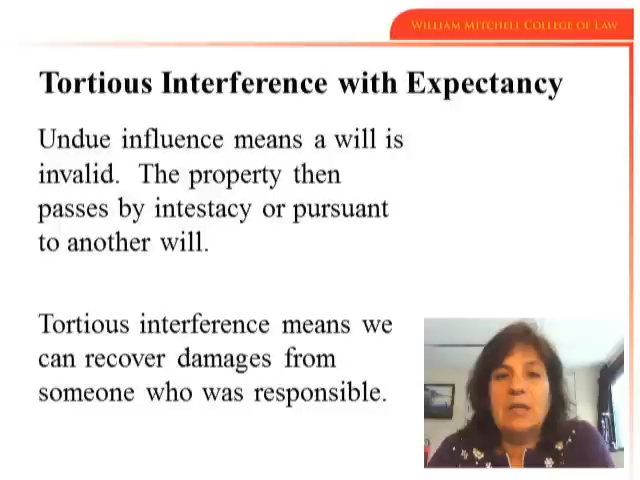 WILLIAM MITCHELL COLLEGE OF LAW
Tortious Interference with Expectancy
Undue influence means a will is
invalid. The property then
passes by intestacy or pursuant
to another will.
Tortious interference means we
can recover damages from
someone who was responsible.